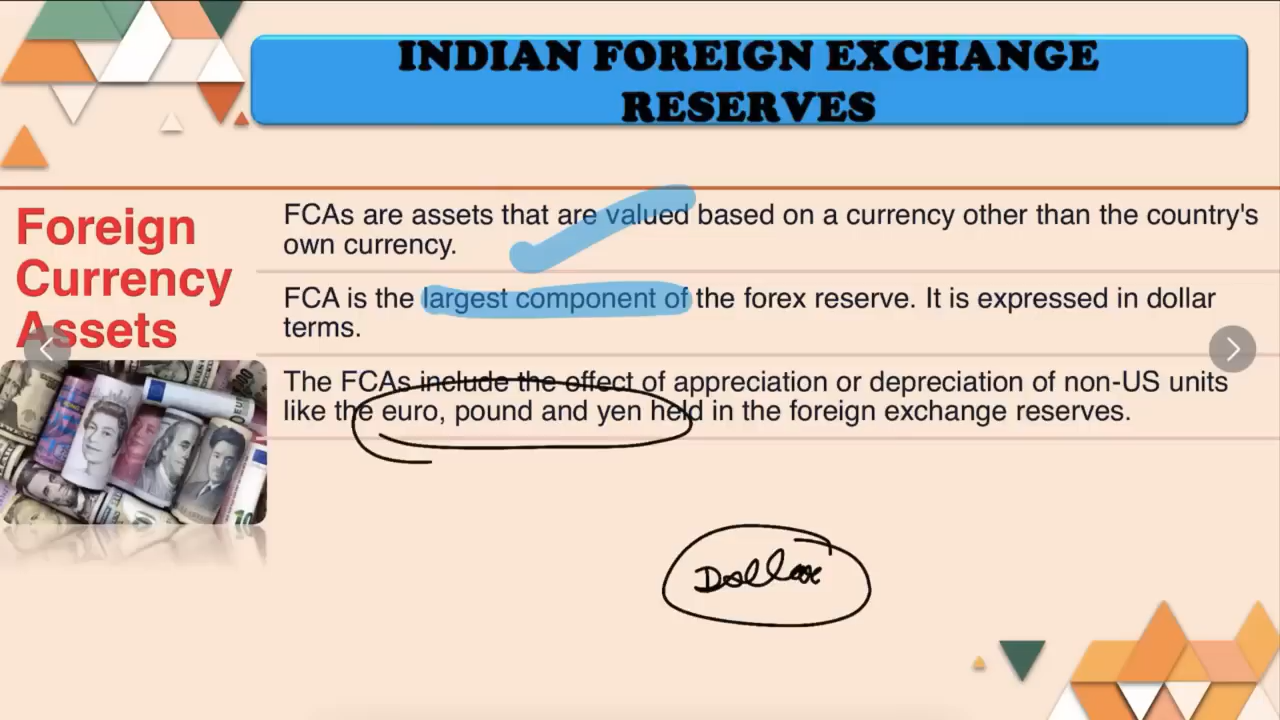 INDIAN FOREIGN EXCHANGE
RESERVES
Foreign
Currency
Assets
FCAs are assets that are valued based on a currency other than the country's
own currency.
FCA is the largest component of the forex reserve. It is expressed in dollar
terms.
The FCAs include the effect of appreciation or depreciation of non-US units
like the euro, pound and yen held in the foreign exchange reserves.
Dollar